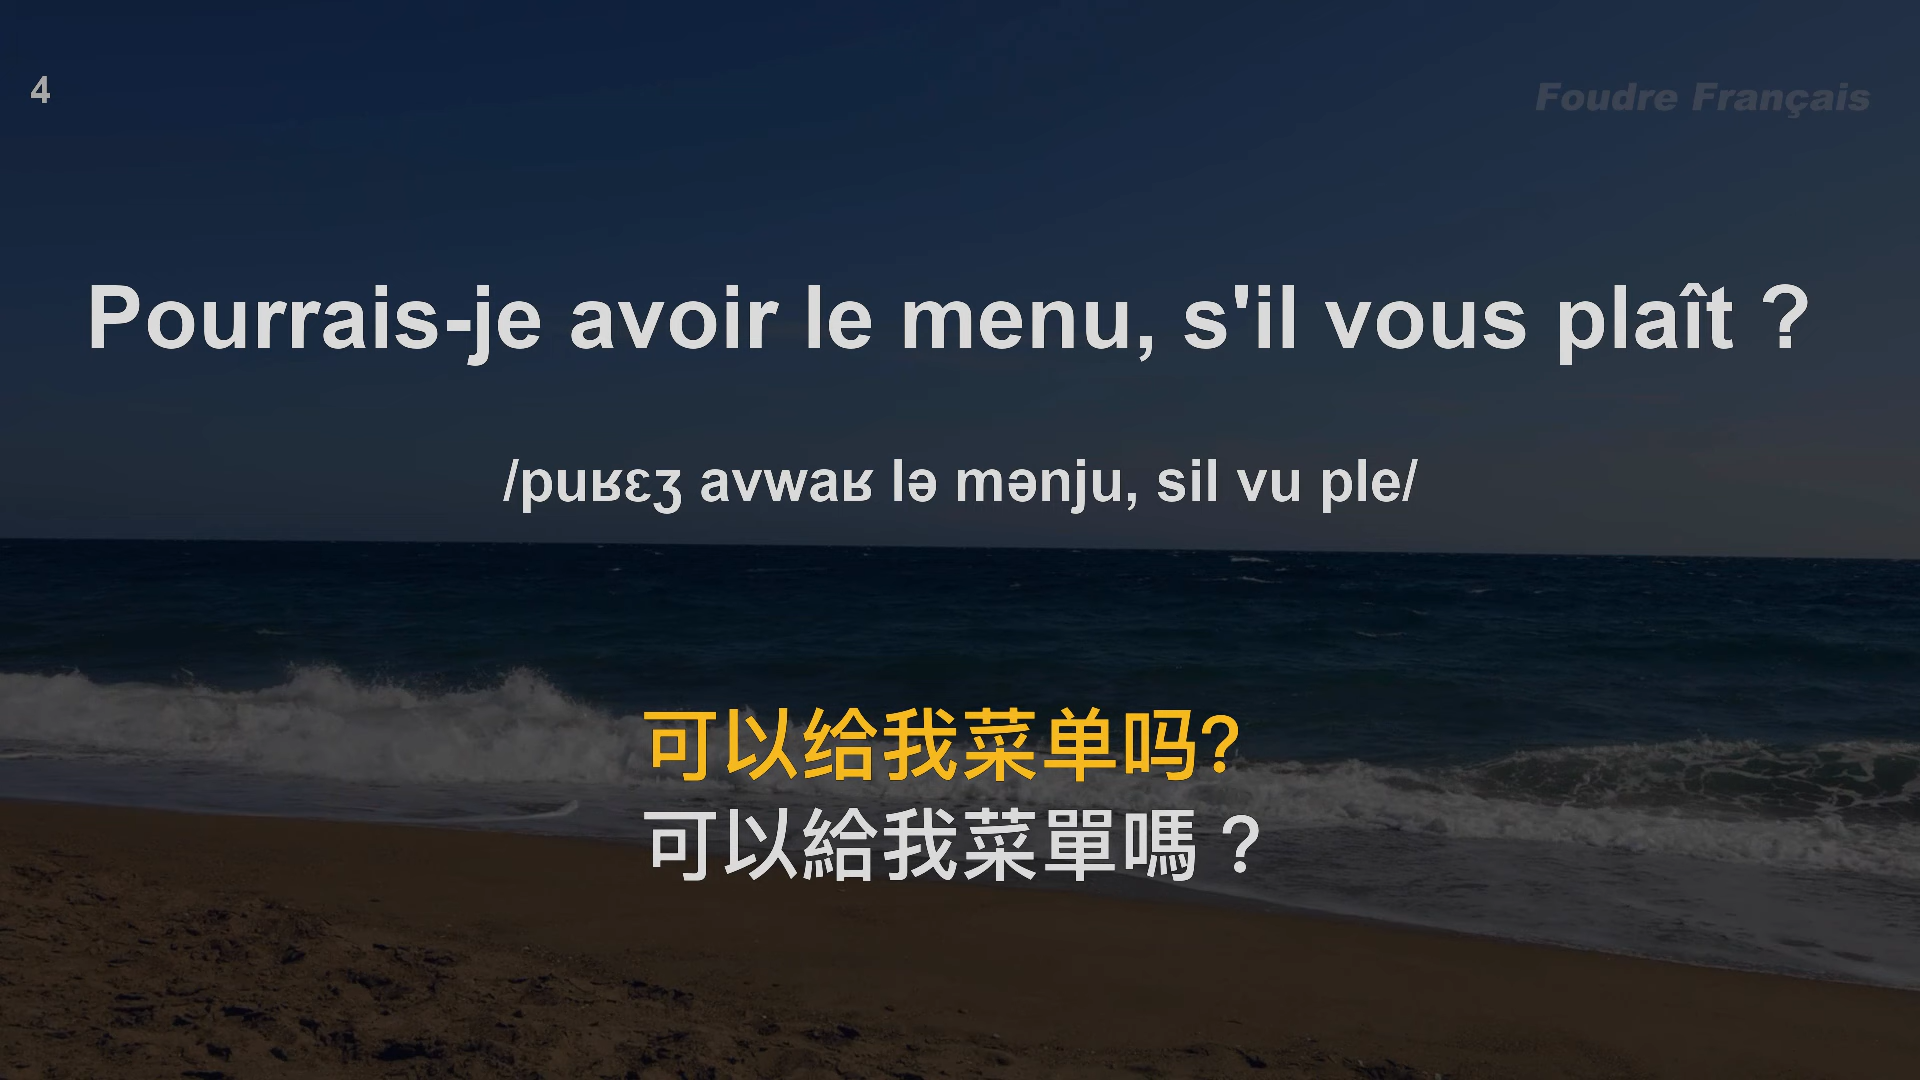 4
Foudre Français
Pourrais-je avoir le menu, s'il vous plaît ?
/puʁɛʒ avwaʁ lə mənju, sil vu ple/
可以给我菜单吗?
可以給我菜單嗎？